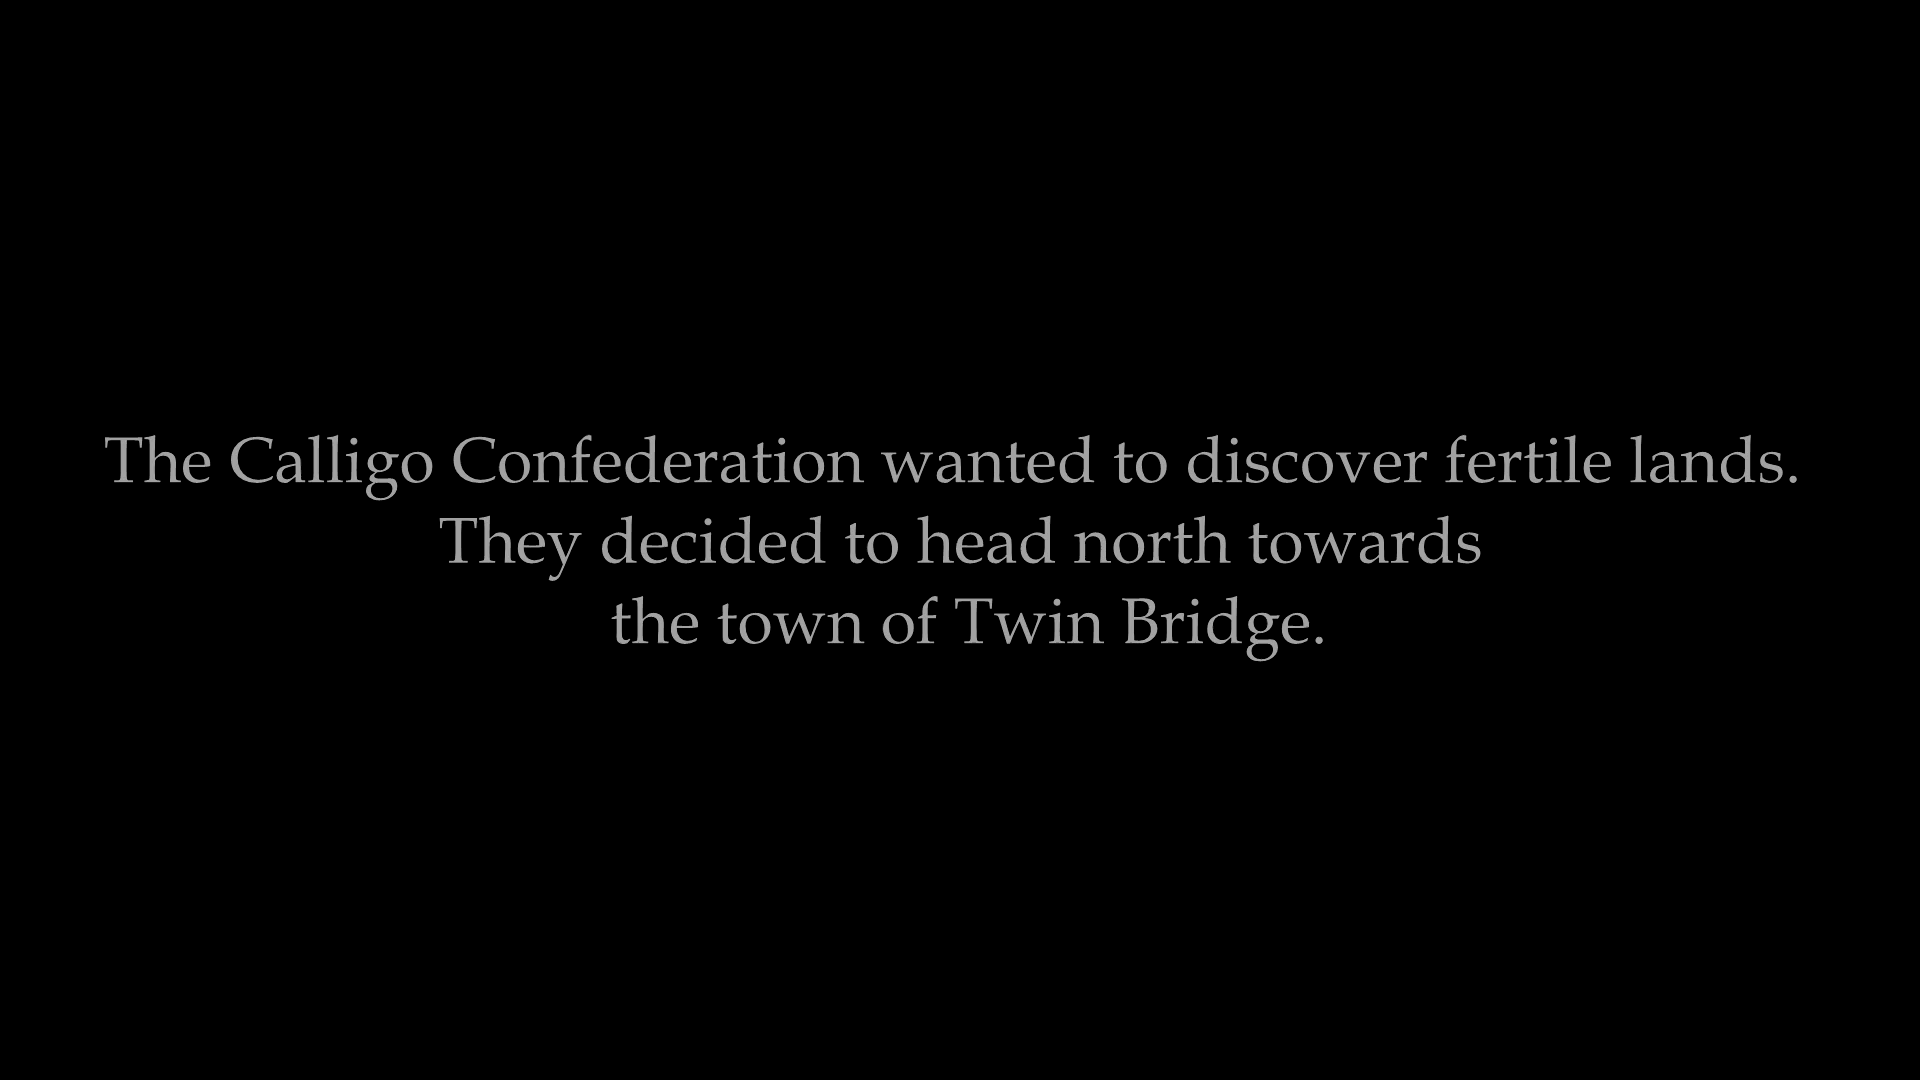 The Calligo Confederation wanted to discover fertile lands.
They decided to head north towards
the town of Twin Bridge.